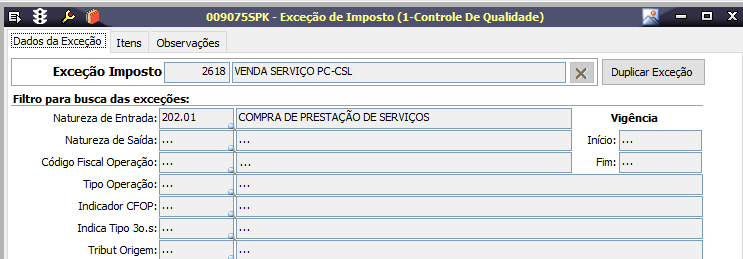 009075SPK - Exceção de Imposto (1-Controle De Qualidade)
Dados da Exceção Itens Observações
Exceção Imposto 2618 VENDA SERVIÇO PC-CSL Duplicar Exceção
Filtro para busca das exceções:
Natureza de Entrada: 202.01 COMPRA DE PRESTAÇÃO DE SERVIÇOS Vigência
Natureza de Saída: ... ... Início: ...
Código Fiscal Operação: ... ... Fim: ...
Tipo Operação: ... ...
Indicador CFOP: ... ...
Indica Tipo 3o.s: ... ...
Tribut Origem: ... ...